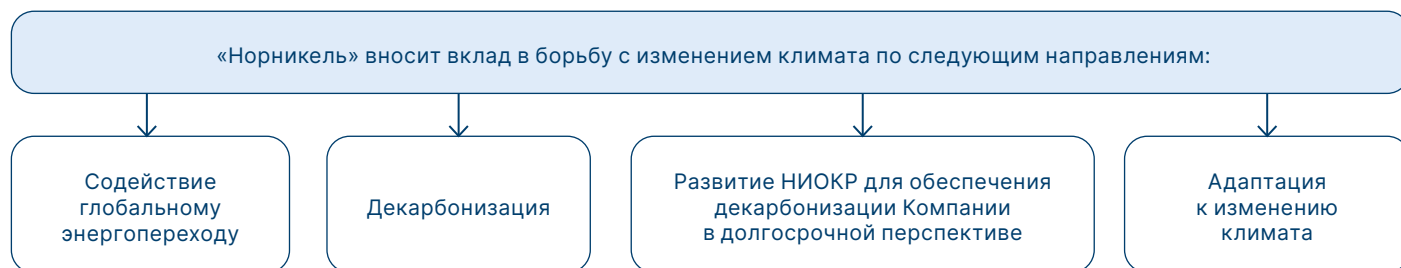 «Норникель» вносит вклад в борьбу с изменением климата по следующим направлениям:
Содействие
глобальному
энергопереходу
Декарбонизация
Развитие НИОКР для обеспечения
декарбонизации Компании
в долгосрочной перспективе
Адаптация
к изменению
климата